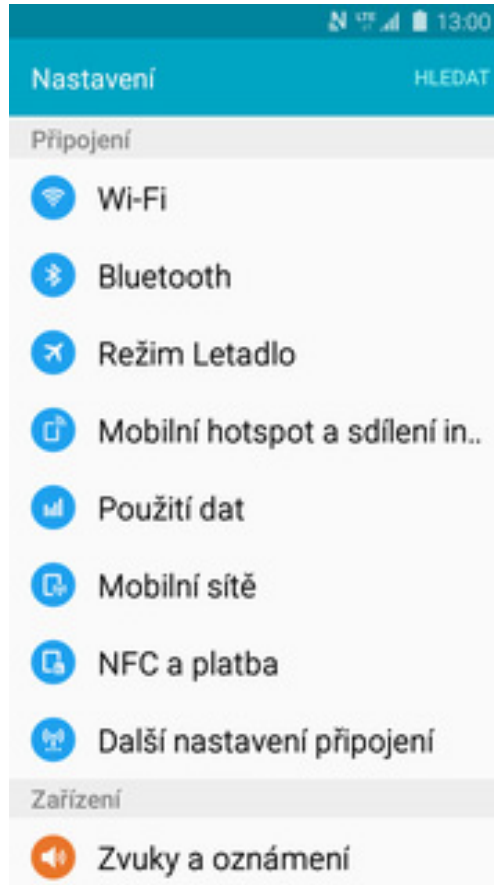 LTE 13:00
Nastavení HLEDAT
Připojení
Wi-Fi
Bluetooth
Režim Letadlo
Mobilní hotspot a sdílení in..
Použití dat
Mobilní sítě
NFC a platba
Další nastavení připojení
Zařízení
Zvuky a oznámení